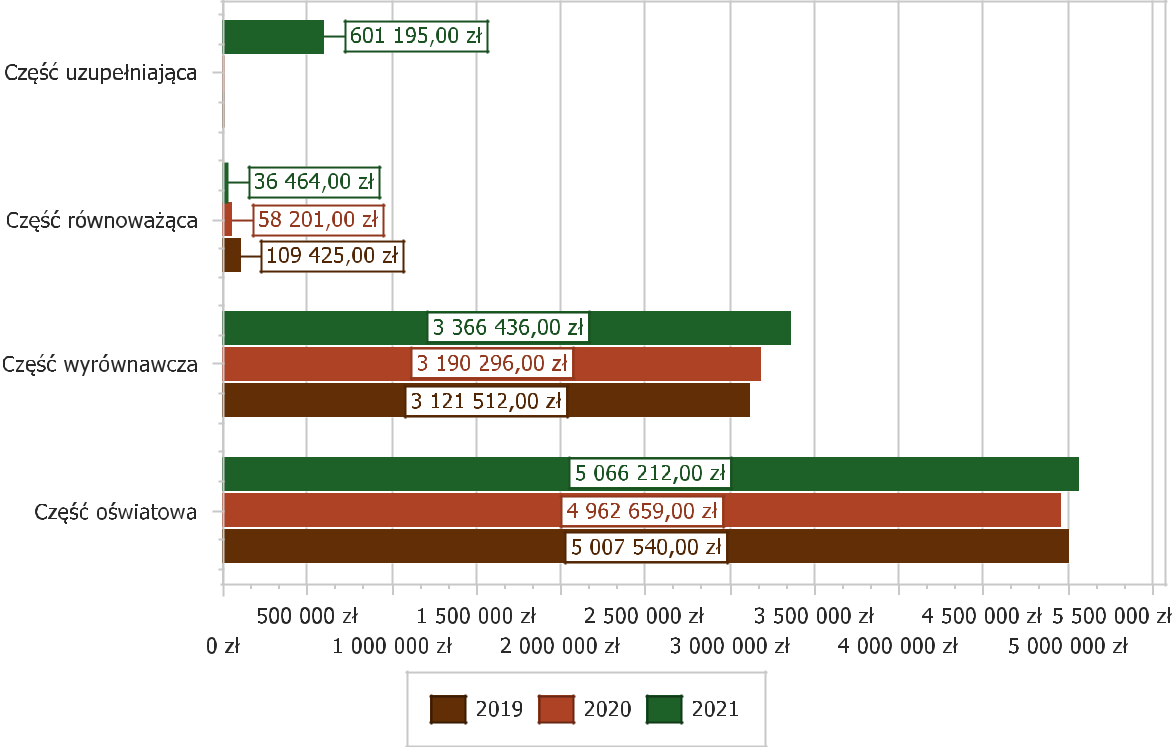 601 195,00 zł
Część uzupełniająca
36 464,00 zł
Część równoważąca
58 201,00 zł
109 425,00 zł
3 366 436,00 zł
Część wyrównawcza
3 190 296,00 zł
3 121 512,00 zł
5 066 212,00 zł
Część oświatowa
4 962 659,00 zł
5 007 540,00 zł
500 000 zł 1 500 000 zł 2 500 000 zł 3 500 000 zł 4 500 000 zł 5 500 000 zł
0 zł 1 000 000 zł 2 000 000 zł 3 000 000 zł 4 000 000 zł 5 000 000 zł
2019 2020 2021